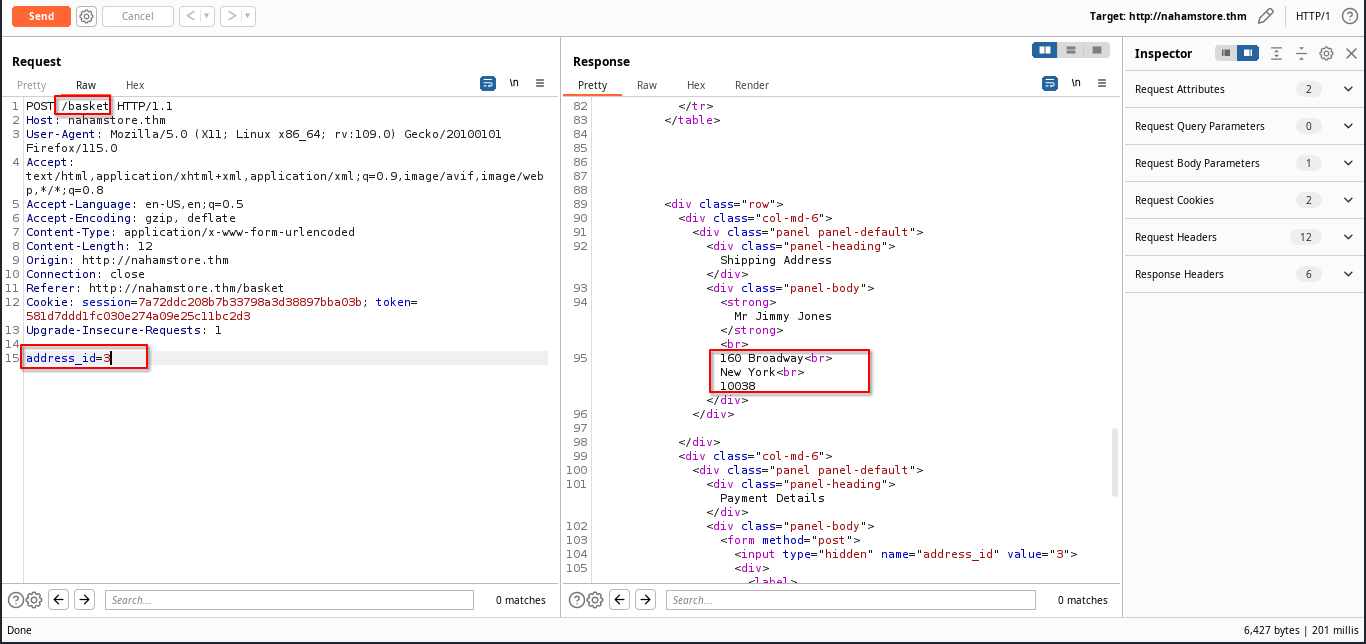 Send
Cancel
<
>
Target: http://nahamstore.thm
HTTP/1
?
Request
Pretty
Raw
Hex
\n
1 POST /basket HTTP/1.1
2 Host: nahamstore.thm
3 User-Agent: Mozilla/5.0 (X11; Linux x86_64; rv:109.0) Gecko/20100101
Firefox/115.0
4 Accept:
text/html,application/xhtml+xml,application/xml;q=0.9,image/avif,image/web
p,*/*;q=0.8
5 Accept-Language: en-US,en;q=0.5
6 Accept-Encoding: gzip, deflate
7 Content-Type: application/x-www-form-urlencoded
8 Content-Length: 12
9 Origin: http://nahamstore.thm
10 Connection: close
11 Referer: http://nahamstore.thm/basket
12 Cookie: session=7a72ddc208b7b33798a3d38897bba03b; token=
581d7ddd1fc030e274a09e25c11bc2d3
13 Upgrade-Insecure-Requests: 1
14
15 address_id=3
?
Search...
0 matches
Response
Pretty
Raw
Hex
Render
\n
82 </tr>
83 </table>
84
85
86
87
88
89 <div class="row">
90 <div class="col-md-6">
91 <div class="panel panel-default">
92 <div class="panel-heading">
Shipping Address
</div>
93 <div class="panel-body">
94 <strong>
Mr Jimmy Jones
</strong>
<br>
95 160 Broadway<br>
New York<br>
10038
</div>
96 </div>
97
98 </div>
99 <div class="col-md-6">
100 <div class="panel panel-default">
101 <div class="panel-heading">
Payment Details
</div>
102 <div class="panel-body">
103 <form method="post">
104 <input type="hidden" name="address_id" value="3">
105 <div>
<label>
?
Search...
0 matches
Inspector
Request Attributes 2
Request Query Parameters 0
Request Body Parameters 1
Request Cookies 2
Request Headers 12
Response Headers 6
Done
6,427 bytes | 201 millis